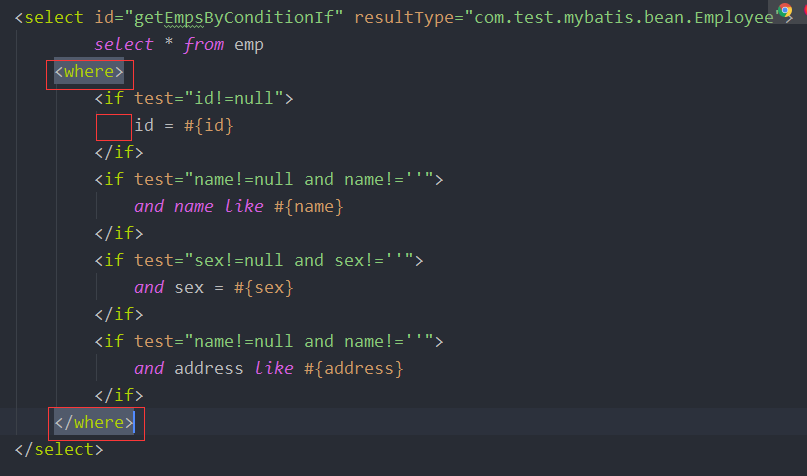 <select id="getEmpsByConditionIf" resultType="com.test.mybatis.bean.Employee">
select * from emp
<where>
<if test="id!=null">
id = #{id}
</if>
<if test="name!=null and name!=''">
and name like #{name}
</if>
<if test="sex!=null and sex!=''">
and sex = #{sex}
</if>
<if test="name!=null and name!=''">
and address like #{address}
</if>
</where>
</select>